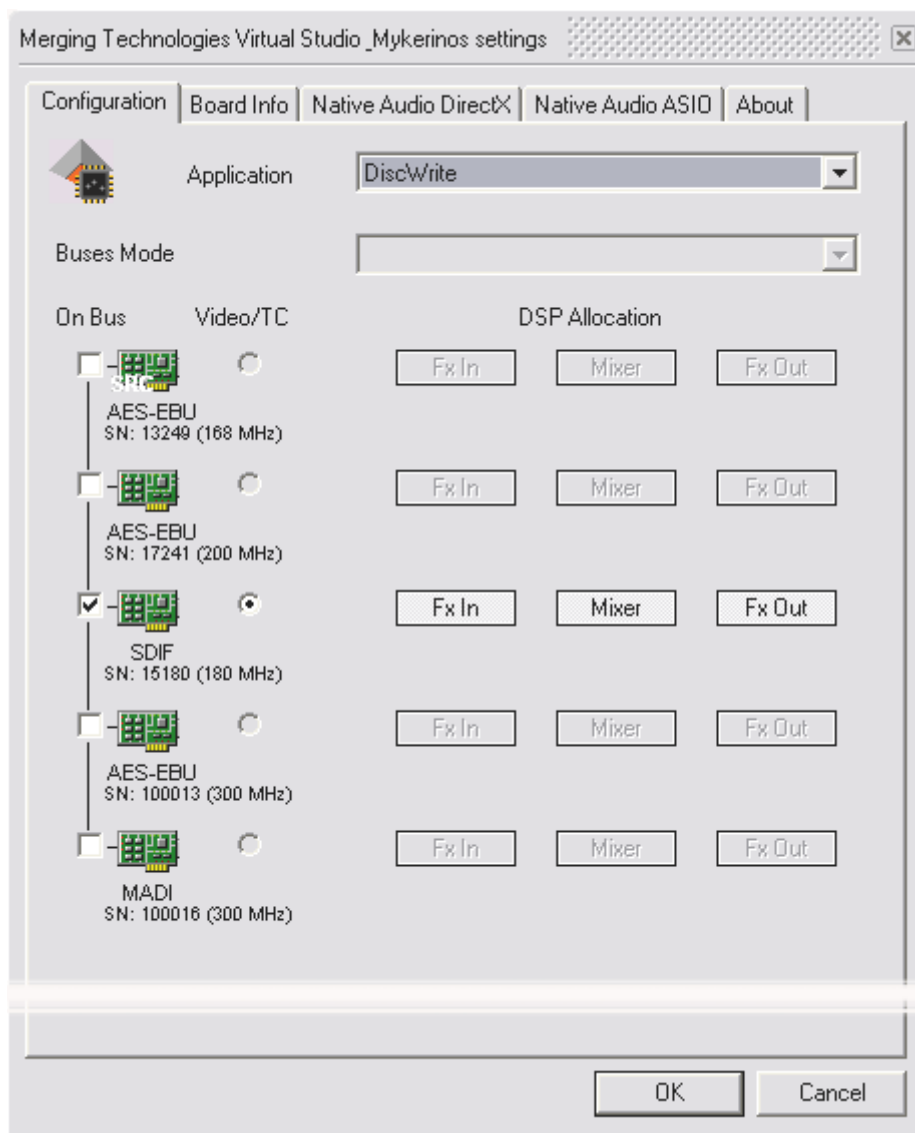 Merging Technologies Virtual Studio _Mykerinos settings
Configuration Board Info Native Audio DirectX Native Audio ASIO About
Application DiscWrite
Buses Mode
On Bus Video/TC DSP Allocation
Fx In Mixer Fx Out
SRC
AES-EBU
SN: 13249 (168 MHz)
Fx In Mixer Fx Out
AES-EBU
SN: 17241 (200 MHz)
Fx In Mixer Fx Out
SDIF
SN: 15180 (180 MHz)
Fx In Mixer Fx Out
AES-EBU
SN: 100013 (300 MHz)
Fx In Mixer Fx Out
MADI
SN: 100016 (300 MHz)
OK Cancel